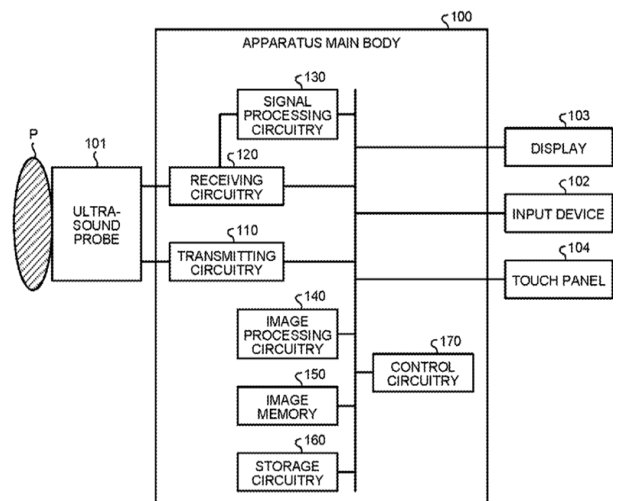 100
APPARATUS MAIN BODY
130
SIGNAL
PROCESSING
CIRCUITRY
P
101
ULTRA-
SOUND
PROBE
120
RECEIVING
CIRCUITRY
103
DISPLAY
110
TRANSMITTING
CIRCUITRY
102
INPUT DEVICE
104
TOUCH PANEL
140
IMAGE
PROCESSING
CIRCUITRY
170
CONTROL
CIRCUITRY
150
IMAGE
MEMORY
160
STORAGE
CIRCUITRY